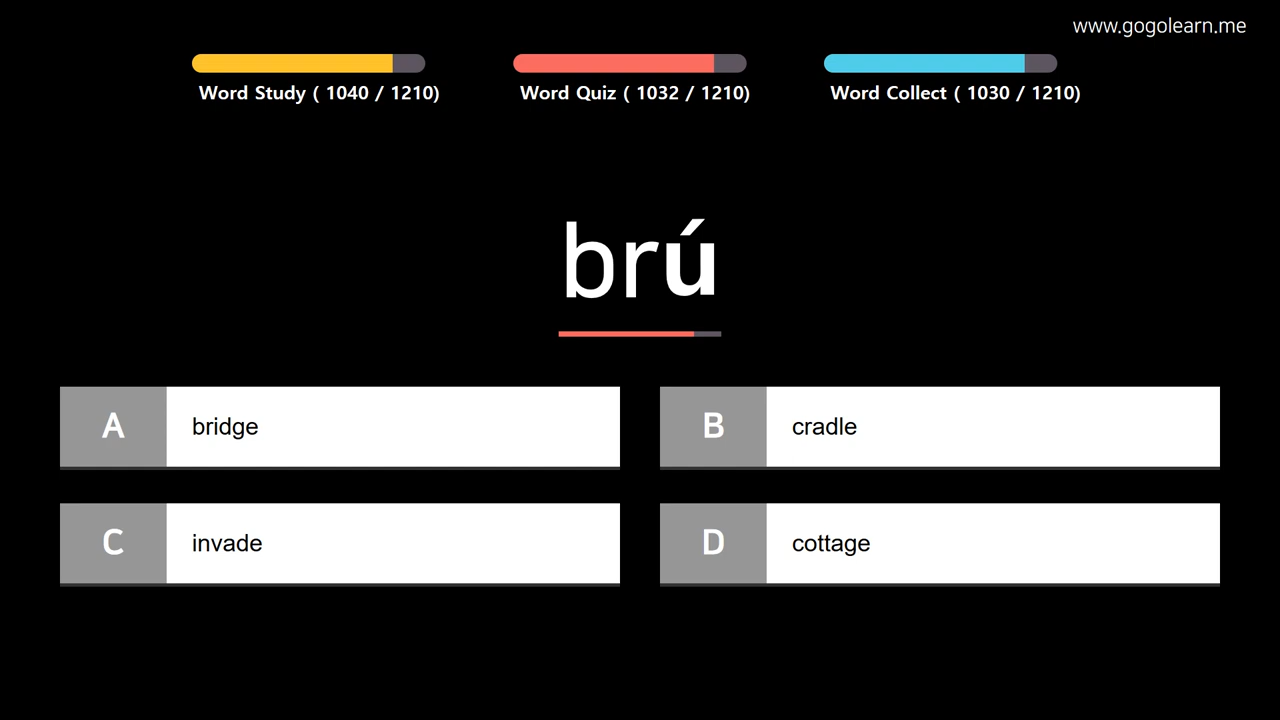 www.gogolearn.me
Word Study ( 1040 / 1210)
Word Quiz ( 1032 / 1210)
Word Collect ( 1030 / 1210)
brú
A bridge
B cradle
C invade
D cottage